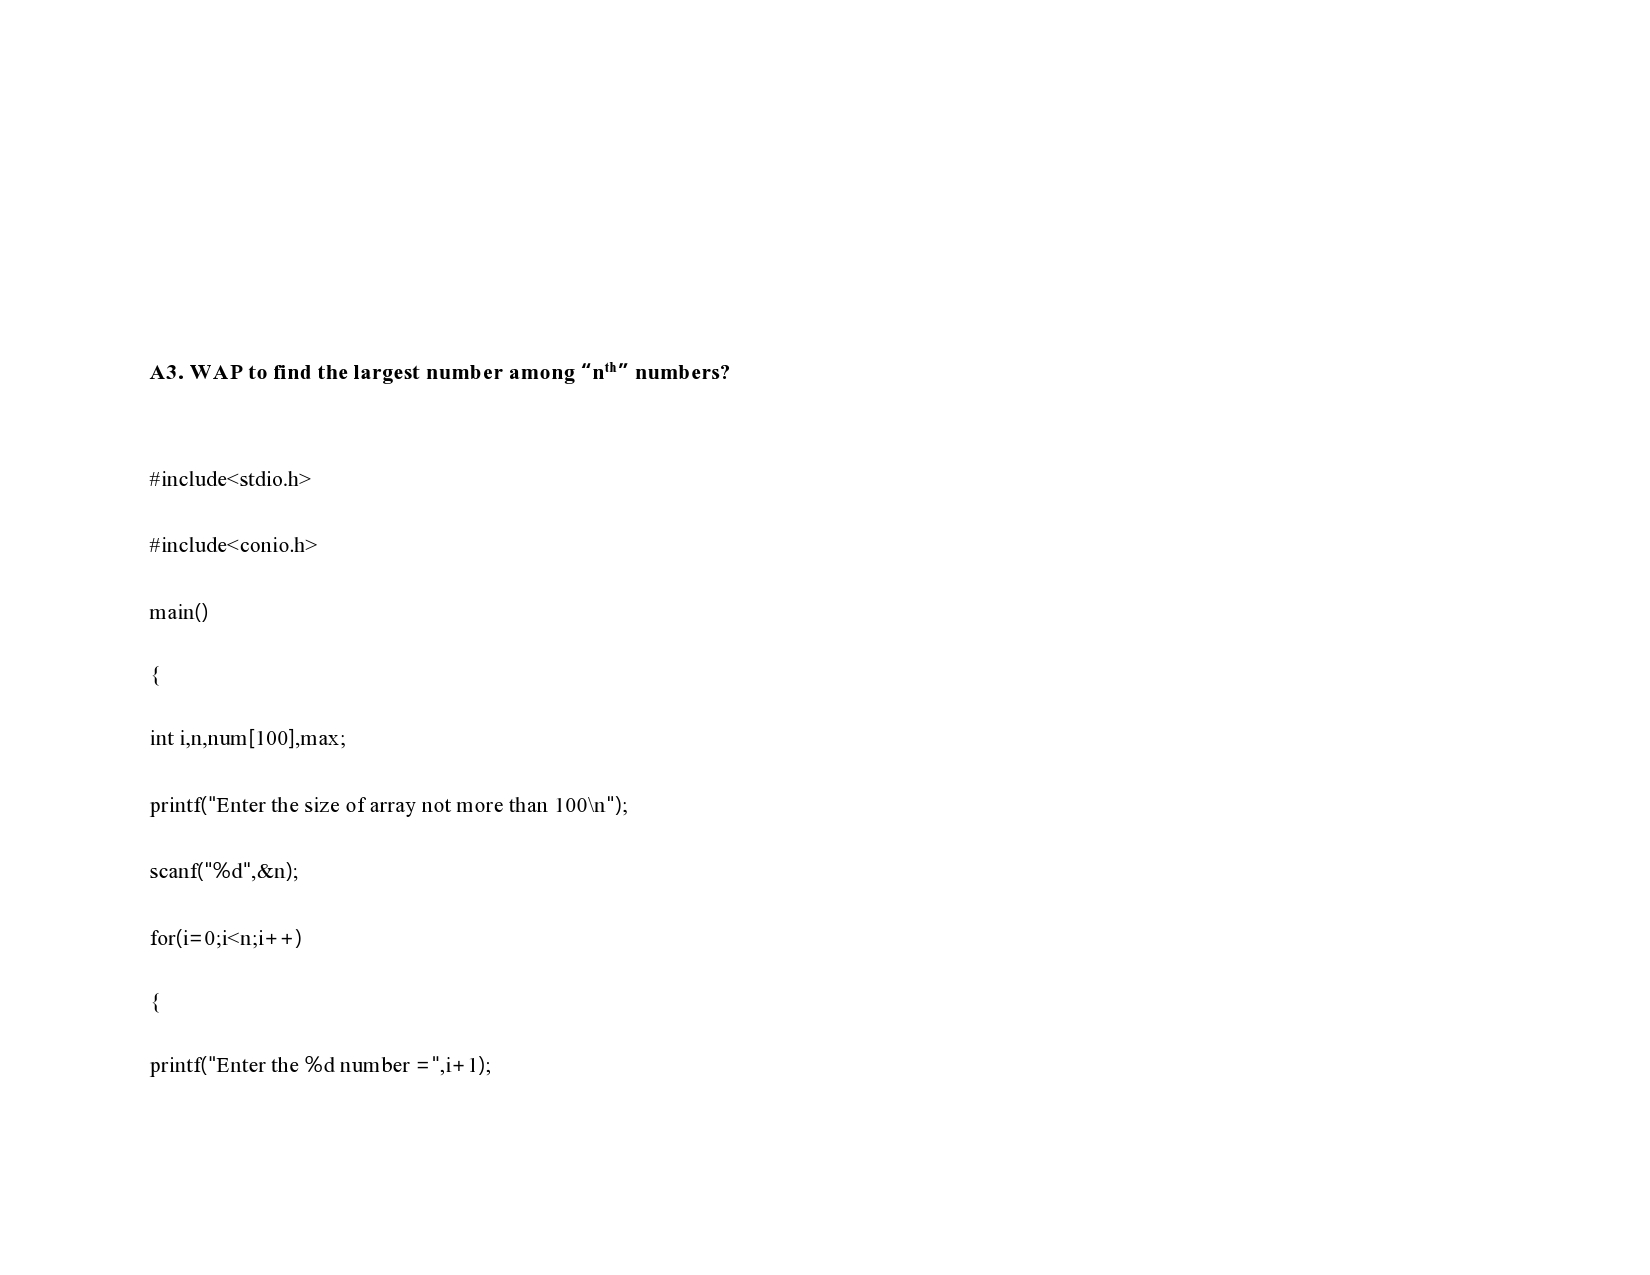 A3. WAP to find the largest number among “nth” numbers?
#include<stdio.h>
#include<conio.h>
main()
{
int i,n,num[100],max;
printf("Enter the size of array not more than 100\n");
scanf("%d",&n);
for(i=0;i<n;i++)
{
printf("Enter the %d number =",i+1);